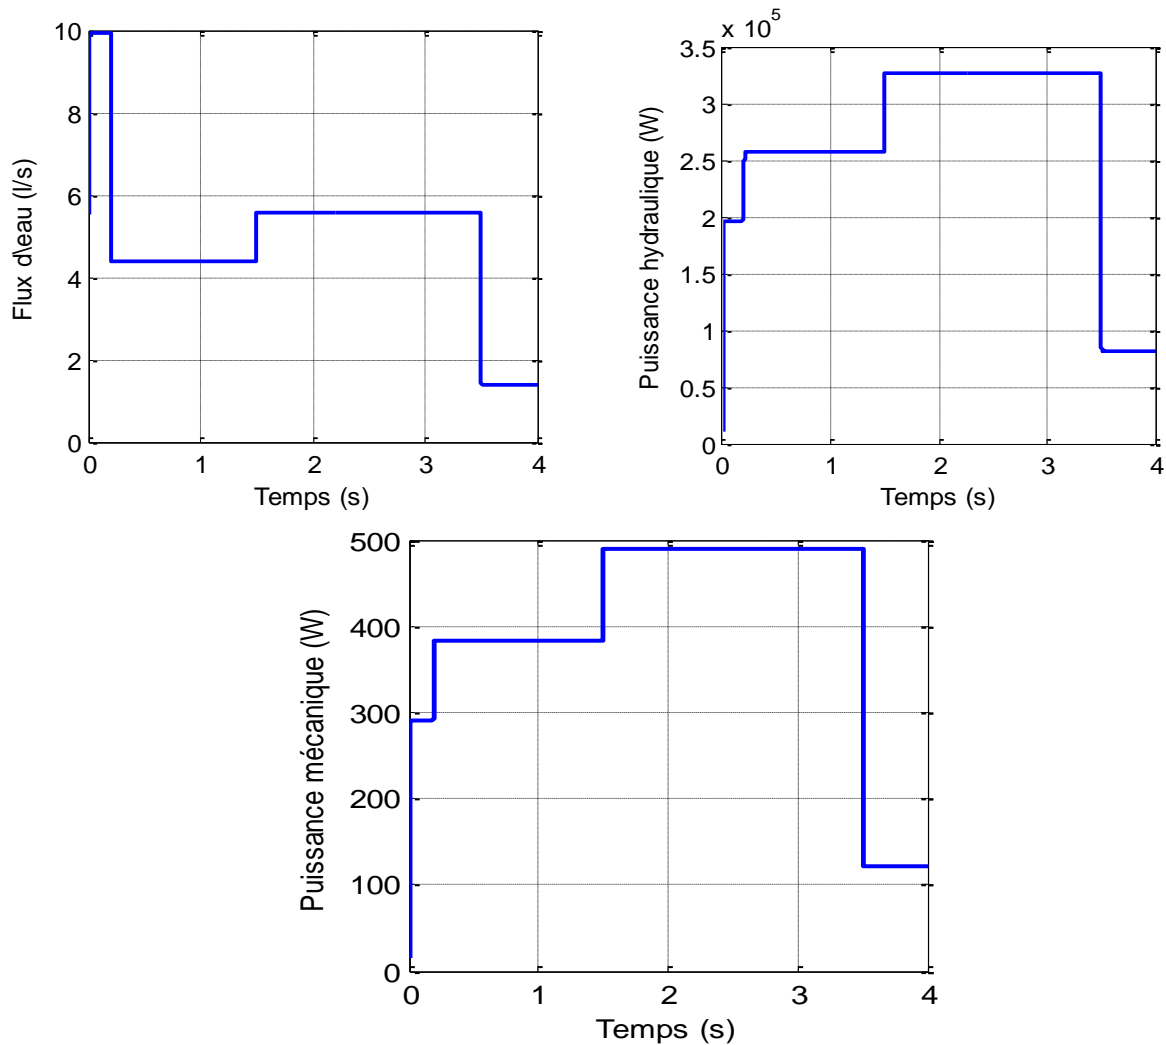 Flux d\eau (l/s)
10
8
6
4
2
0
0 1 2 3 4
Temps (s)
x 10^5
Puissance hydraulique (W)
3.5
3
2.5
2
1.5
1
0.5
0
0 1 2 3 4
Temps (s)
Puissance mécanique (W)
500
400
300
200
100
0
0 1 2 3 4
Temps (s)